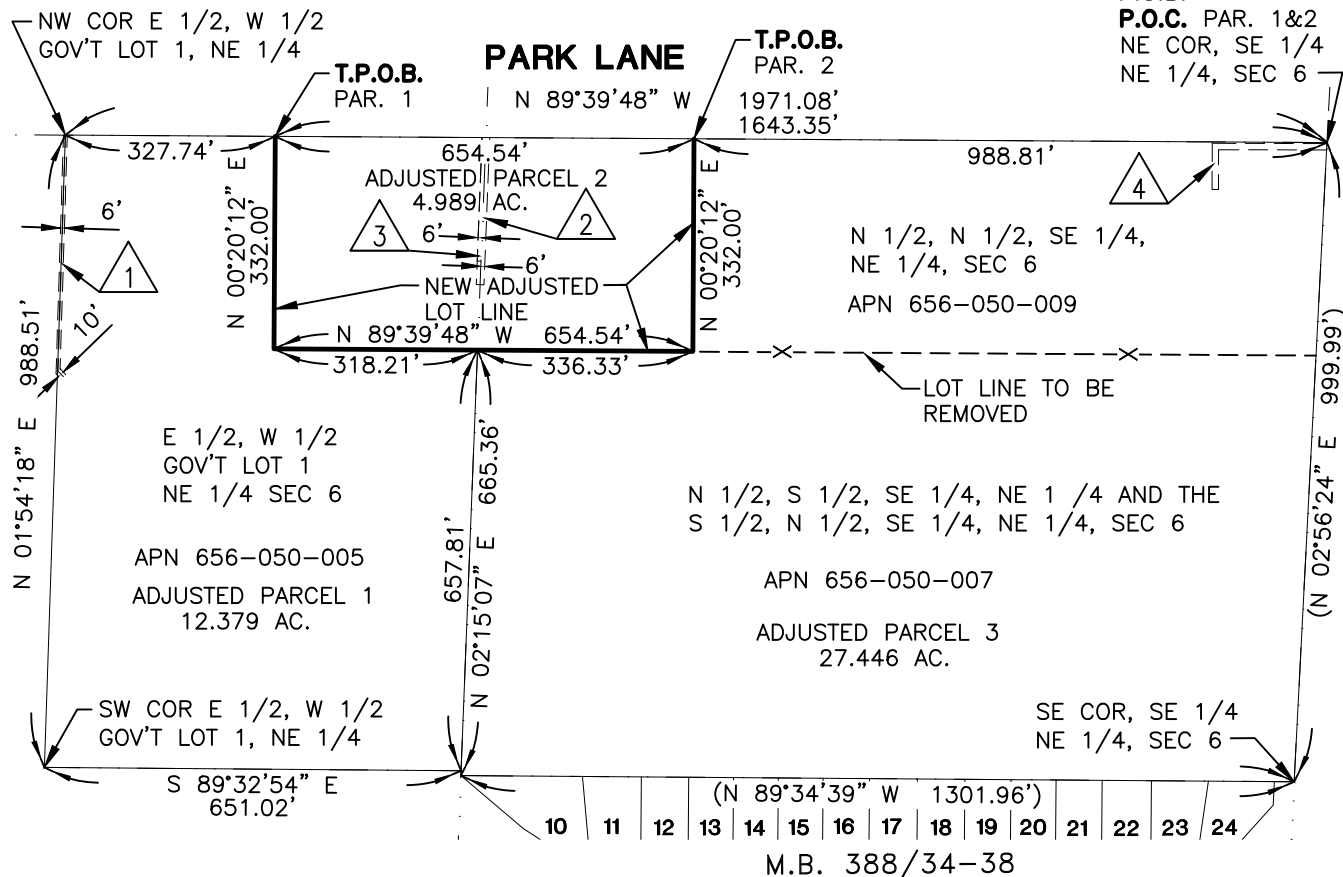 NW COR E 1/2, W 1/2
GOV'T LOT 1, NE 1/4
T.P.O.B.
PAR. 1
PARK LANE
N 89°39'48" W
T.P.O.B.
PAR. 2
1971.08'
1643.35'
P.O.C. PAR. 1&2
NE COR, SE 1/4
NE 1/4, SEC 6
327.74'
654.54'
988.81'
ADJUSTED PARCEL 2
4.989 AC.
N 00°20'12" E
332.00'
N 00°20'12" E
332.00'
6'
1
10'
3
6'
2
6'
4
NEW ADJUSTED
LOT LINE
N 1/2, N 1/2, SE 1/4,
NE 1/4, SEC 6
APN 656-050-009
N 89°39'48" W 654.54'
318.21'
336.33'
LOT LINE TO BE
REMOVED
N 01°54'18" E 988.51'
E 1/2, W 1/2
GOV'T LOT 1
NE 1/4 SEC 6
APN 656-050-005
ADJUSTED PARCEL 1
12.379 AC.
657.81'
N 02°15'07" E 665.36'
N 1/2, S 1/2, SE 1/4, NE 1 /4 AND THE
S 1/2, N 1/2, SE 1/4, NE 1/4, SEC 6
APN 656-050-007
ADJUSTED PARCEL 3
27.446 AC.
(N 02°56'24" E 999.99')
SW COR E 1/2, W 1/2
GOV'T LOT 1, NE 1/4
SE COR, SE 1/4
NE 1/4, SEC 6
S 89°32'54" E
651.02'
(N 89°34'39" W 1301.96')
10 11 12 13 14 15 16 17 18 19 20 21 22 23 24
M.B. 388/34-38